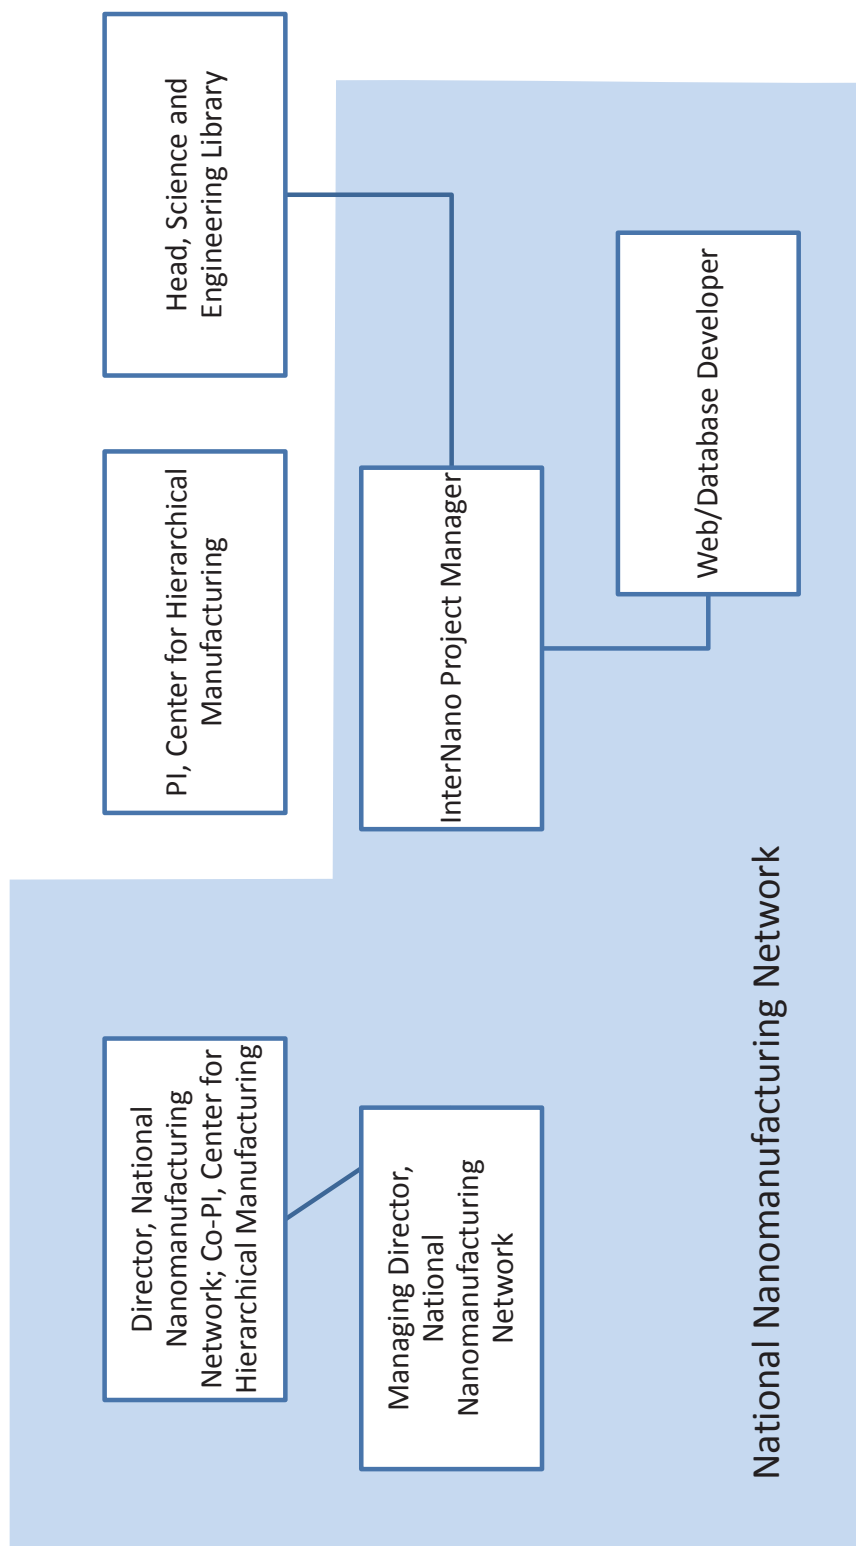 Director, National
Nanomanufacturing
Network; Co-PI, Center for
Hierarchical Manufacturing
PI, Center for Hierarchical
Manufacturing
Head, Science and
Engineering Library
Managing Director,
National
Nanomanufacturing
Network
InterNano Project Manager
Web/Database Developer
National Nanomanufacturing Network